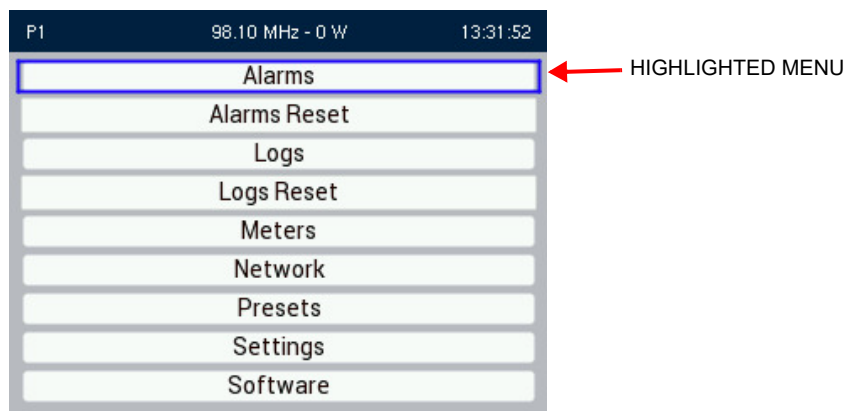 P1 98.10 MHz - 0 W 13:31:52
Alarms
HIGHLIGHTED MENU
Alarms Reset
Logs
Logs Reset
Meters
Network
Presets
Settings
Software